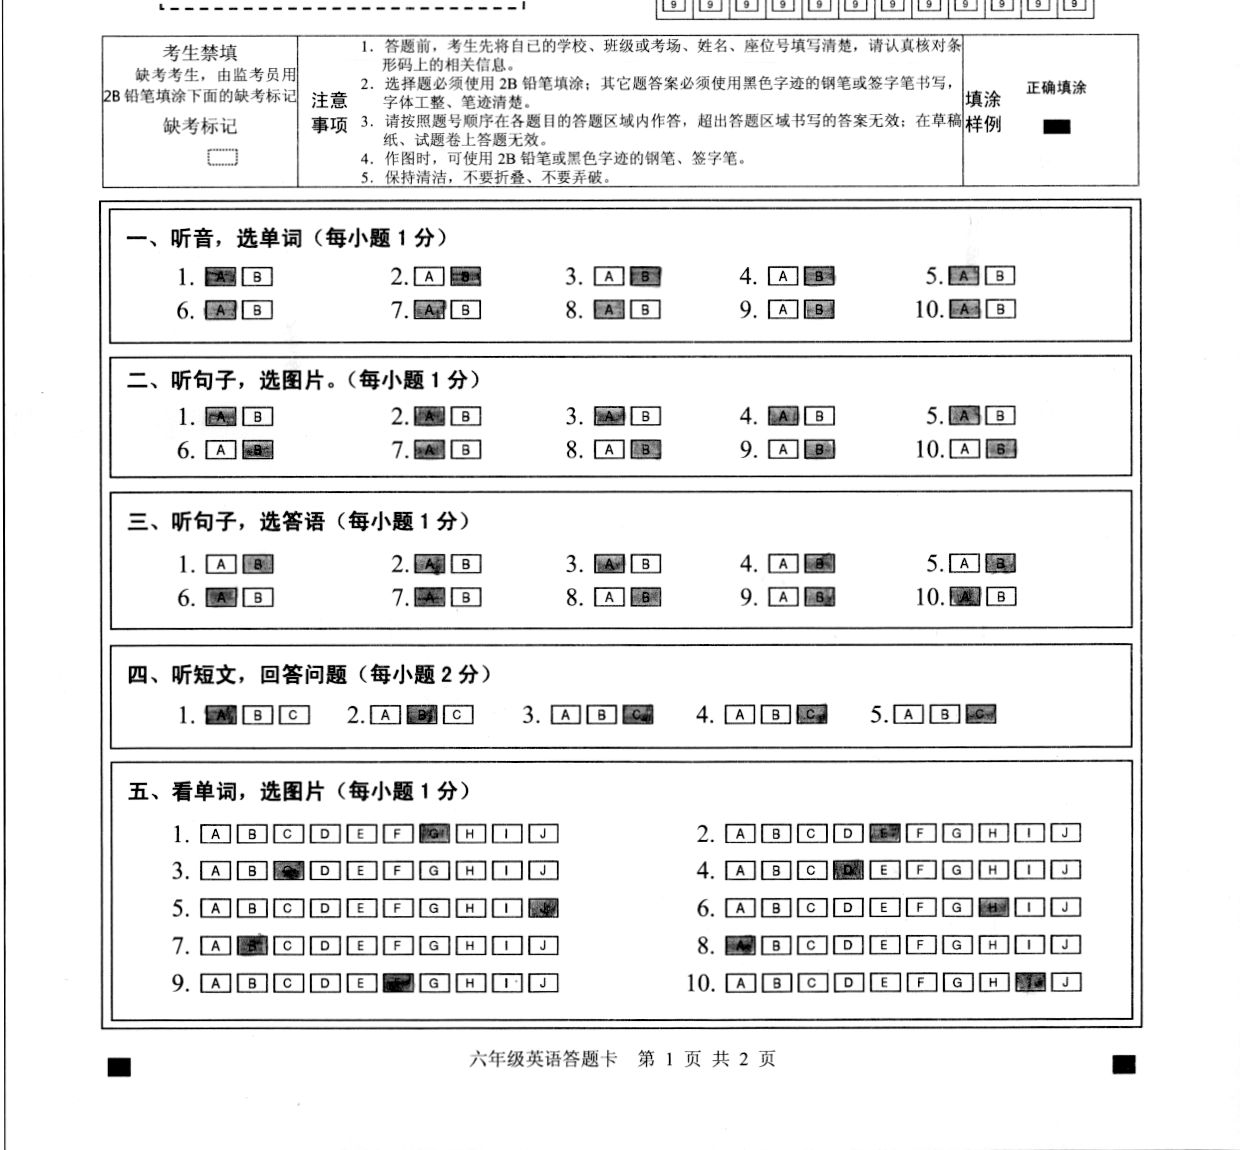 9 9 9 9 9 9 9 9 9 9 9 9
考生禁填
缺考考生，由监考员用
2B 铅笔填涂下面的缺考标记
缺考标记
注意
事项
1. 答题前，考生先将自已的学校、班级或考场、姓名、座位号填写清楚，请认真核对条
形码上的相关信息。
2. 选择题必须使用 2B 铅笔填涂；其它题答案必须使用黑色字迹的钢笔或签字笔书写，
字体工整、笔迹清楚。
3. 请按照题号顺序在各题目的答题区域内作答，超出答题区域书写的答案无效；在草稿
纸、试题卷上答题无效。
4. 作图时，可使用 2B 铅笔或黑色字迹的钢笔、签字笔。
5. 保持清洁，不要折叠、不要弄破。
填涂
样例
正确填涂
一、听音，选单词（每小题 1 分）
1. A B 2. A B 3. A B 4. A B 5. A B
6. A B 7. A B 8. A B 9. A B 10. A B
二、听句子，选图片。（每小题 1 分）
1. A B 2. A B 3. A B 4. A B 5. A B
6. A B 7. A B 8. A B 9. A B 10. A B
三、听句子，选答语（每小题 1 分）
1. A B 2. A B 3. A B 4. A B 5. A B
6. A B 7. A B 8. A B 9. A B 10. A B
四、听短文，回答问题（每小题 2 分）
1. A B C 2. A B C 3. A B C 4. A B C 5. A B C
五、看单词，选图片（每小题 1 分）
1. A B C D E F G H I J 2. A B C D E F G H I J
3. A B C D E F G H I J 4. A B C D E F G H I J
5. A B C D E F G H I J 6. A B C D E F G H I J
7. A B C D E F G H I J 8. A B C D E F G H I J
9. A B C D E F G H I J 10. A B C D E F G H I J
六年级英语答题卡 第 1 页 共 2 页